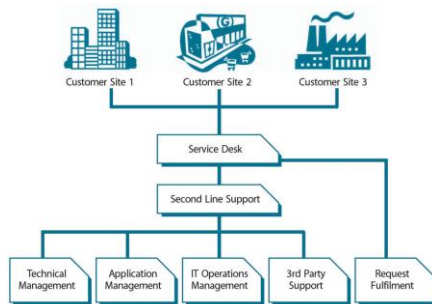 G
Customer Site 1
Customer Site 2
Customer Site 3
Service Desk
Second Line Support
Technical
Management
Application
Management
IT Operations
Management
3rd Party
Support
Request
Fulfilment